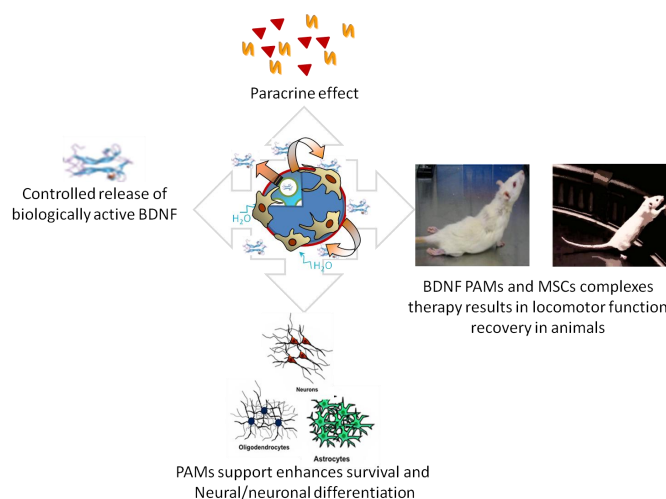 Paracrine effect
Controlled release of
biologically active BDNF
H₂O
H₂O
BDNF PAMs and MSCs complexes
therapy results in locomotor function
recovery in animals
Neurons
Oligodendrocytes
Astrocytes
PAMs support enhances survival and
Neural/neuronal differentiation